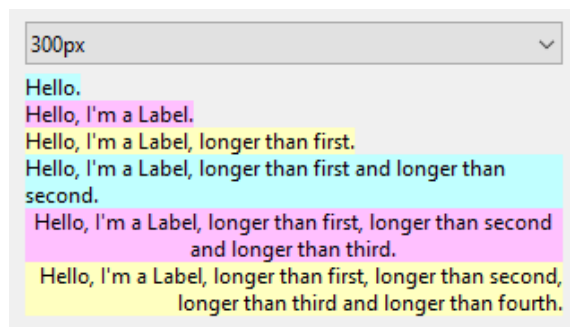 300px
Hello.
Hello, I'm a Label.
Hello, I'm a Label, longer than first.
Hello, I'm a Label, longer than first and longer than
second.
Hello, I'm a Label, longer than first, longer than second
and longer than third.
Hello, I'm a Label, longer than first, longer than second,
longer than third and longer than fourth.